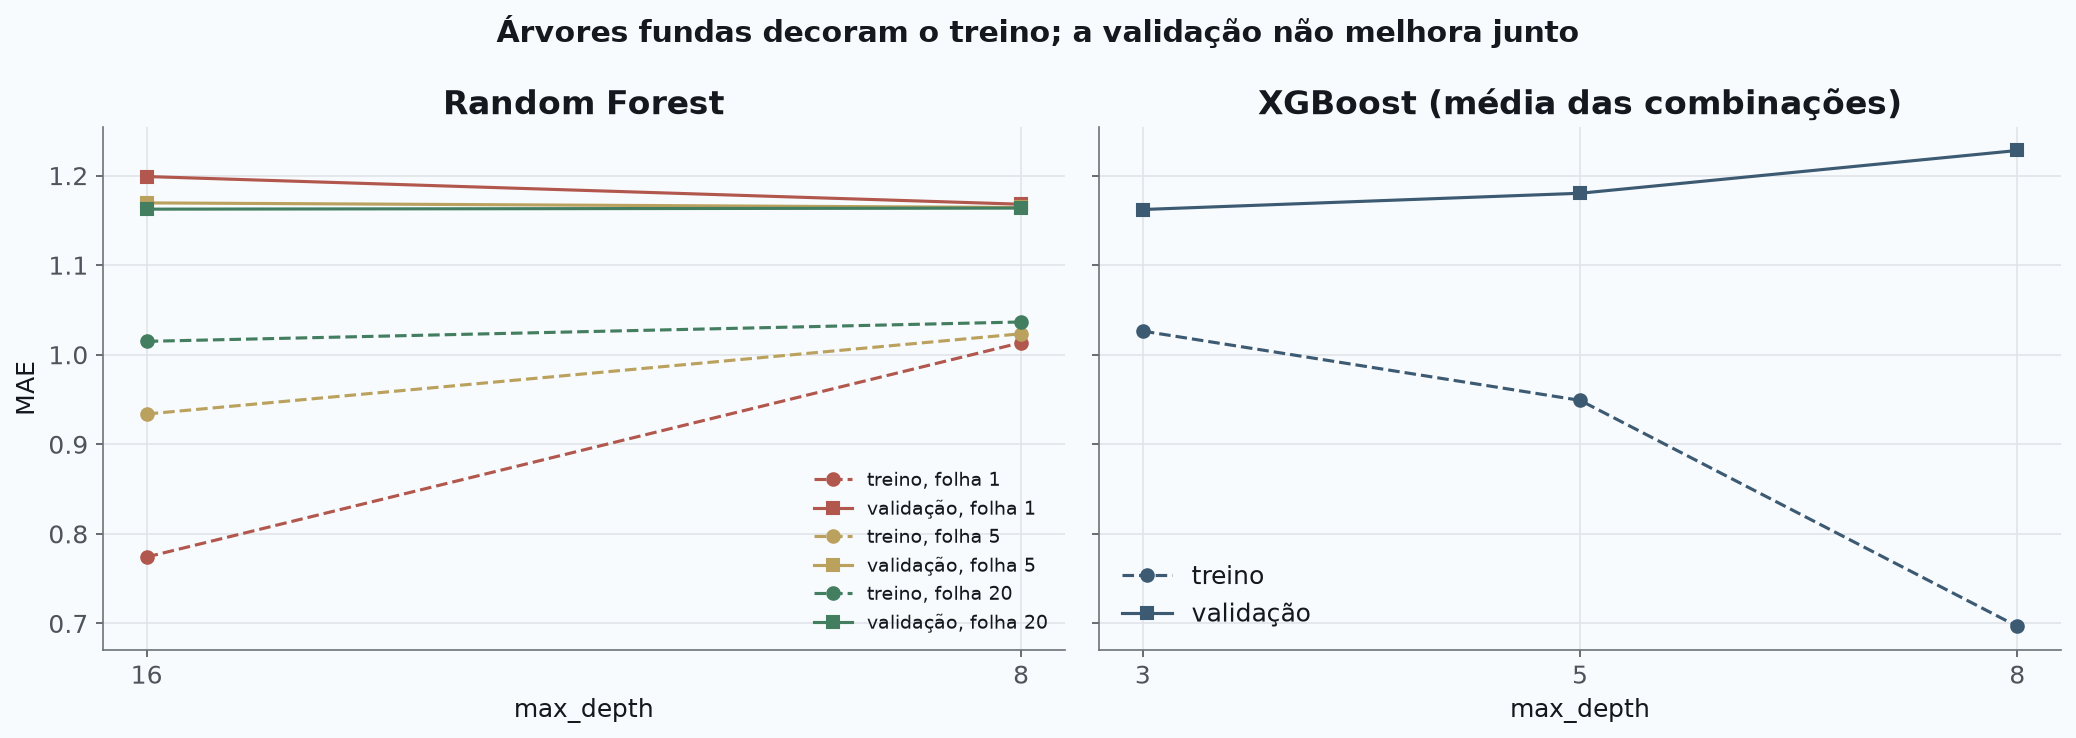 Árvores fundas decoram o treino; a validação não melhora junto
Random Forest
MAE
1.2
1.1
1.0
0.9
0.8
0.7
treino, folha 1
validação, folha 1
treino, folha 5
validação, folha 5
treino, folha 20
validação, folha 20
16
8
max_depth
XGBoost (média das combinações)
treino
validação
3
5
8
max_depth